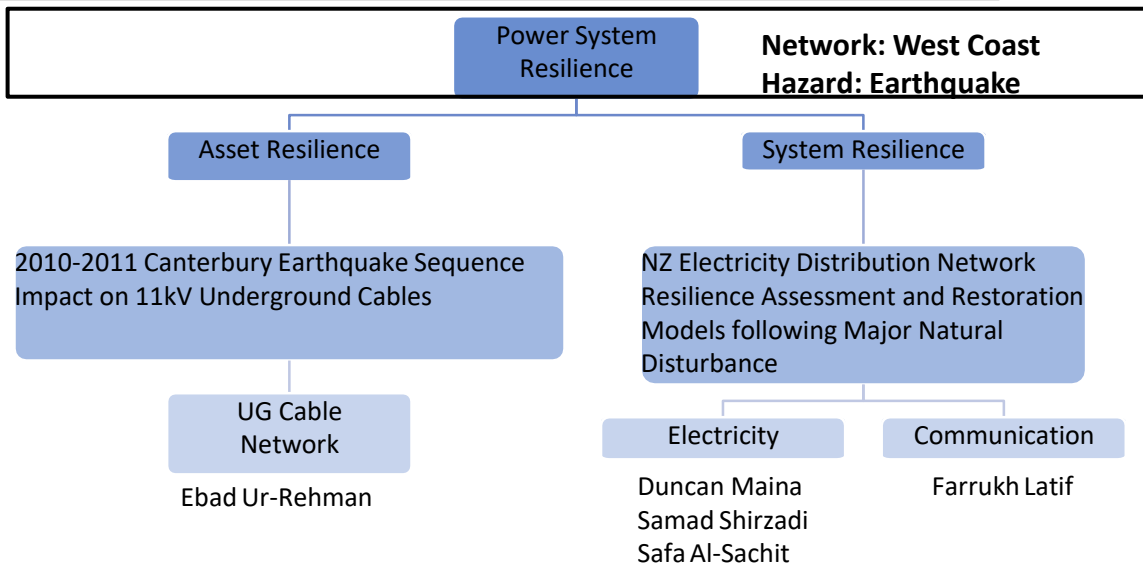 Power System
Resilience
Network: West Coast
Hazard: Earthquake
Asset Resilience
System Resilience
2010-2011 Canterbury Earthquake Sequence
Impact on 11kV Underground Cables
NZ Electricity Distribution Network
Resilience Assessment and Restoration
Models following Major Natural
Disturbance
UG Cable
Network
Electricity
Communication
Ebad Ur-Rehman
Duncan Maina
Samad Shirzadi
Safa Al-Sachit
Farrukh Latif